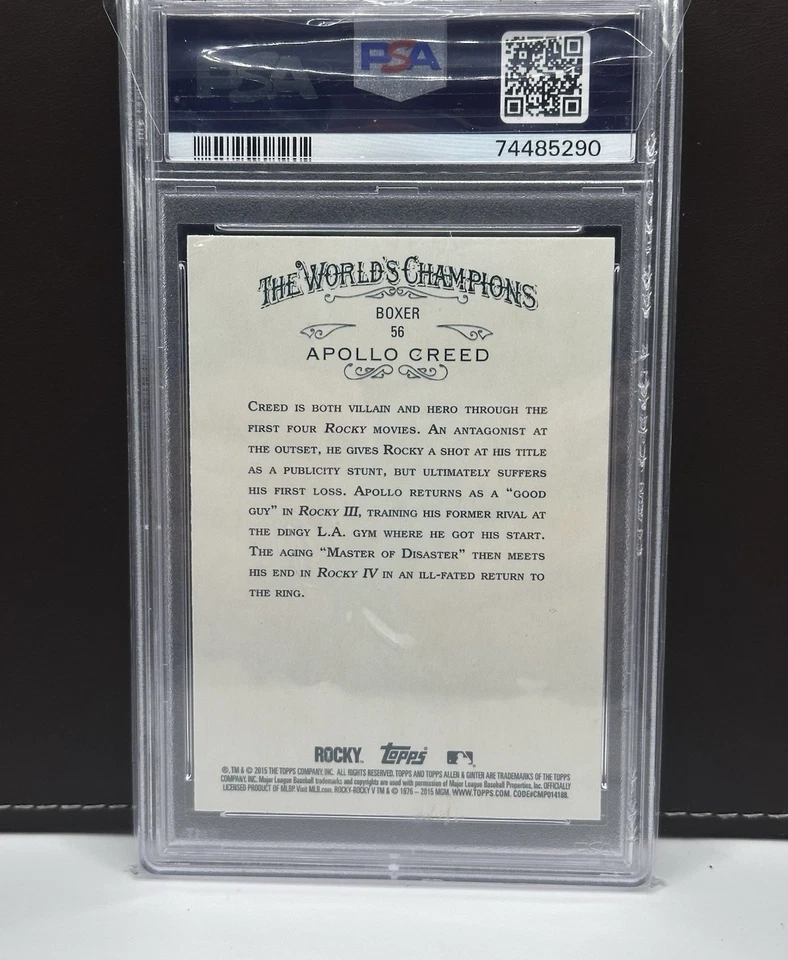 PSA
PSA
74485290
THE WORLD'S CHAMPIONS
BOXER
56
APOLLO CREED
CREED IS BOTH VILLAIN AND HERO THROUGH THE
FIRST FOUR ROCKY MOVIES. AN ANTAGONIST AT
THE OUTSET, HE GIVES ROCKY A SHOT AT HIS TITLE
AS A PUBLICITY STUNT, BUT ULTIMATELY SUFFERS
HIS FIRST LOSS. APOLLO RETURNS AS A “GOOD
GUY” IN ROCKY III, TRAINING HIS FORMER RIVAL AT
THE DINGY L.A. GYM WHERE HE GOT HIS START.
THE AGING “MASTER OF DISASTER” THEN MEETS
HIS END IN ROCKY IV IN AN ILL-FATED RETURN TO
THE RING.
ROCKY™ Topps®
®, TM & © 2015 THE TOPPS COMPANY, INC. ALL RIGHTS RESERVED. TOPPS AND TOPPS ALLEN & GINTER ARE TRADEMARKS OF THE TOPPS
COMPANY, INC. Major League Baseball trademarks and copyrights are used with permission of Major League Baseball Properties, Inc. OFFICIALLY
LICENSED PRODUCT OF MLBP. Visit MLB.com. ROCKY-ROCKY V TM & © 1976 - 2015 MGM. WWW.TOPPS.COM. CODE#CMP014188.